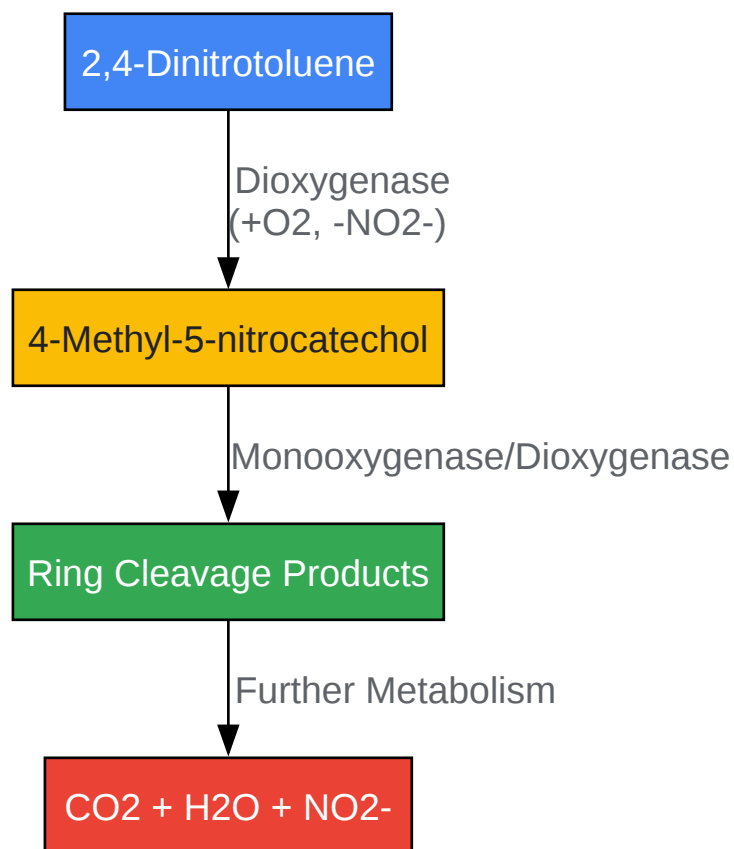 2,4-Dinitrotoluene
Dioxygenase
(+O2, -NO2-)
4-Methyl-5-nitrocatechol
Monooxygenase/Dioxygenase
Ring Cleavage Products
Further Metabolism
CO2 + H2O + NO2-